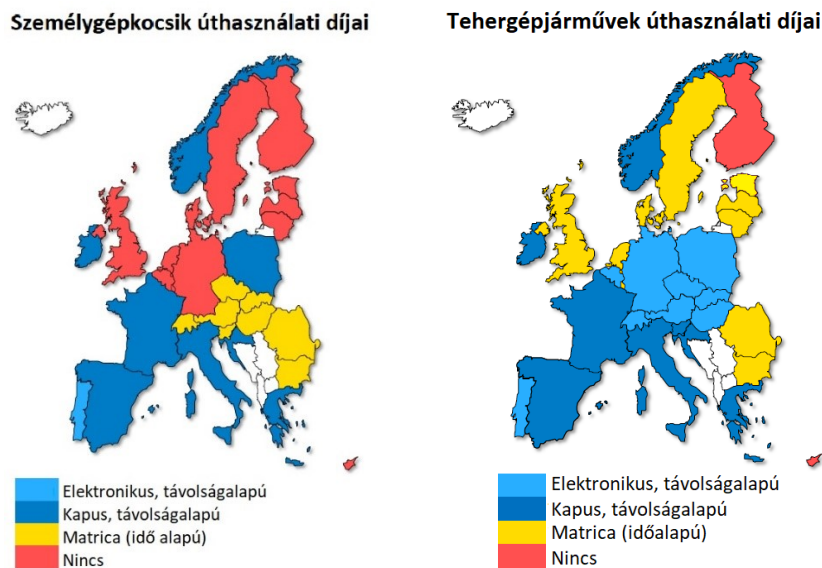 Személygépkocsik úthasználati díjai
Elektronikus, távolságalapú
Kapus, távolságalapú
Matrica (idő alapú)
Nincs
Tehergépjárművek úthasználati díjai
Elektronikus, távolságalapú
Kapus, távolságalapú
Matrica (időalapú)
Nincs